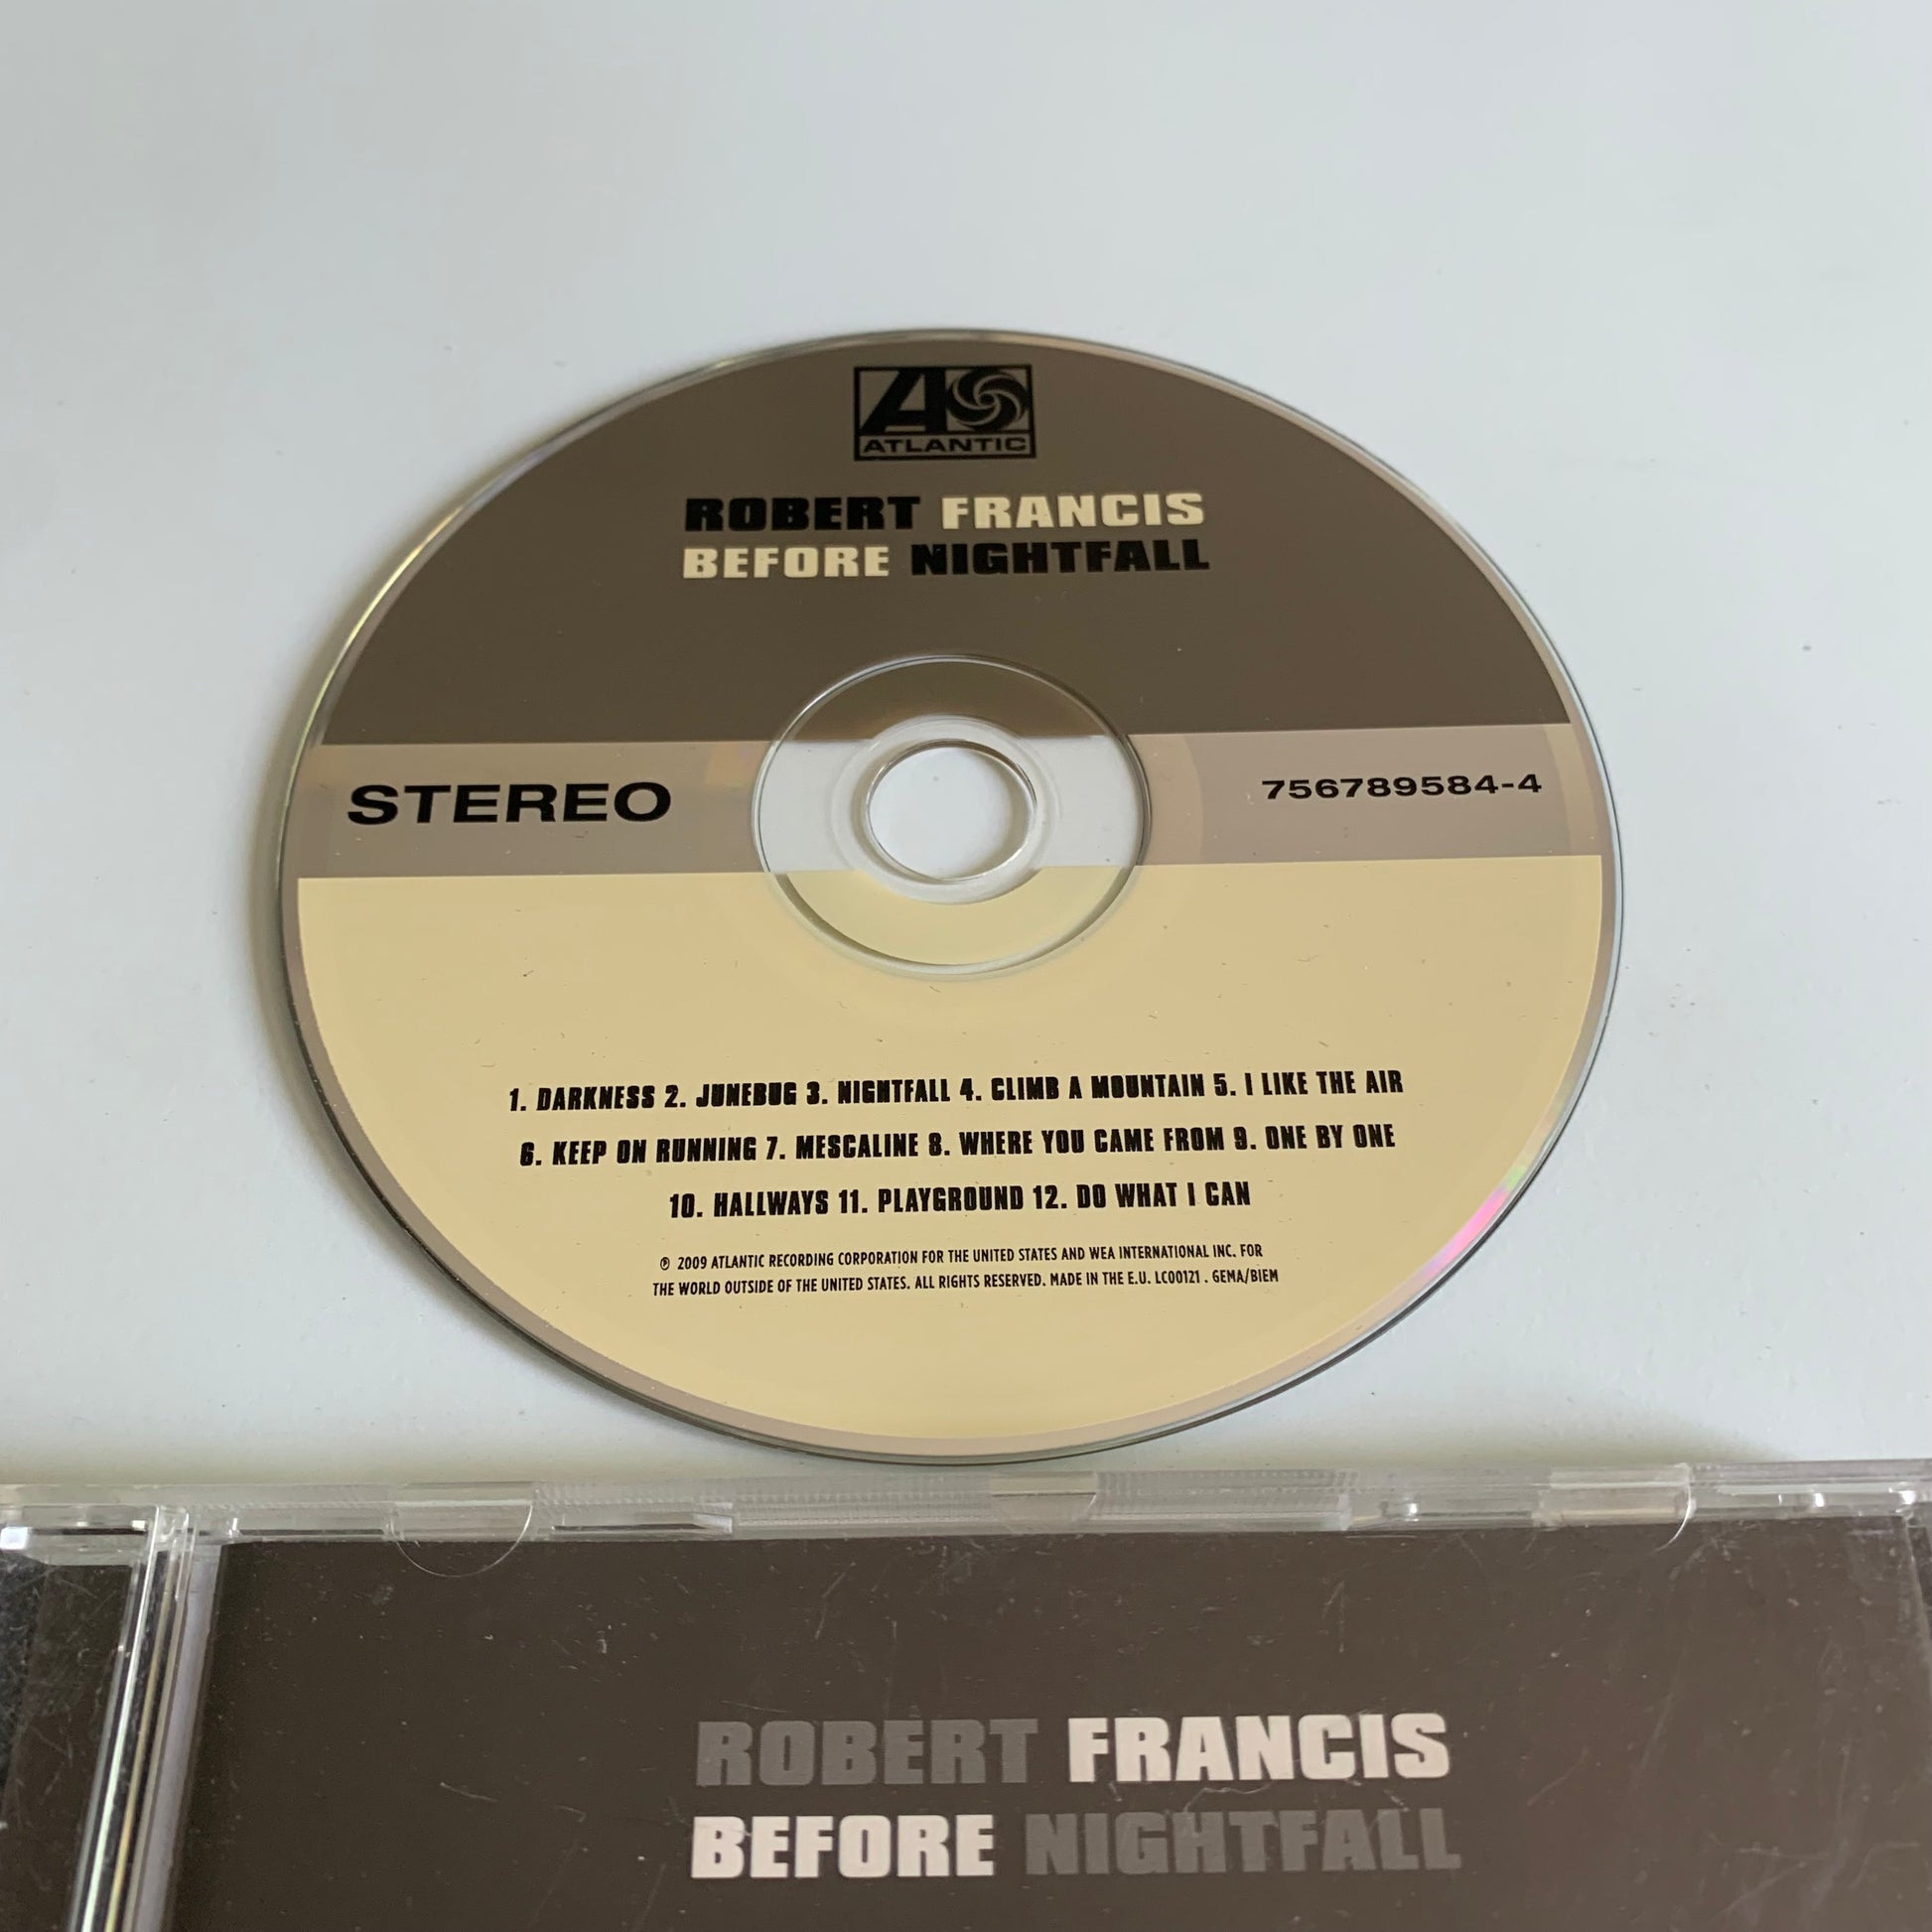 ATLANTIC
ROBERT FRANCIS
BEFORE NIGHTFALL
STEREO
756789584-4
1. DARKNESS 2. JUNEBUG 3. NIGHTFALL 4. CLIMB A MOUNTAIN 5. I LIKE THE AIR
6. KEEP ON RUNNING 7. MESCALINE 8. WHERE YOU CAME FROM 9. ONE BY ONE
10. HALLWAYS 11. PLAYGROUND 12. DO WHAT I CAN
℗ 2009 ATLANTIC RECORDING CORPORATION FOR THE UNITED STATES AND WEA INTERNATIONAL INC. FOR
THE WORLD OUTSIDE OF THE UNITED STATES. ALL RIGHTS RESERVED. MADE IN THE E.U. LC00121 . GEMA/BIEM
ROBERT FRANCIS
BEFORE NIGHTFALL